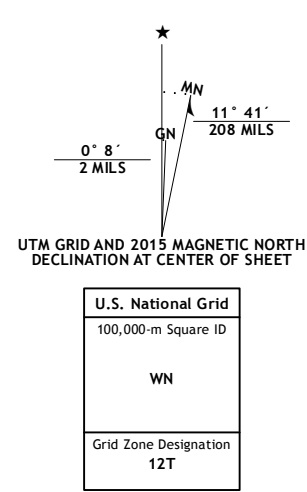 ★
MN
GN
11° 41´
208 MILS
0° 8´
2 MILS
UTM GRID AND 2015 MAGNETIC NORTH
DECLINATION AT CENTER OF SHEET
U.S. National Grid
100,000-m Square ID
WN
Grid Zone Designation
12T